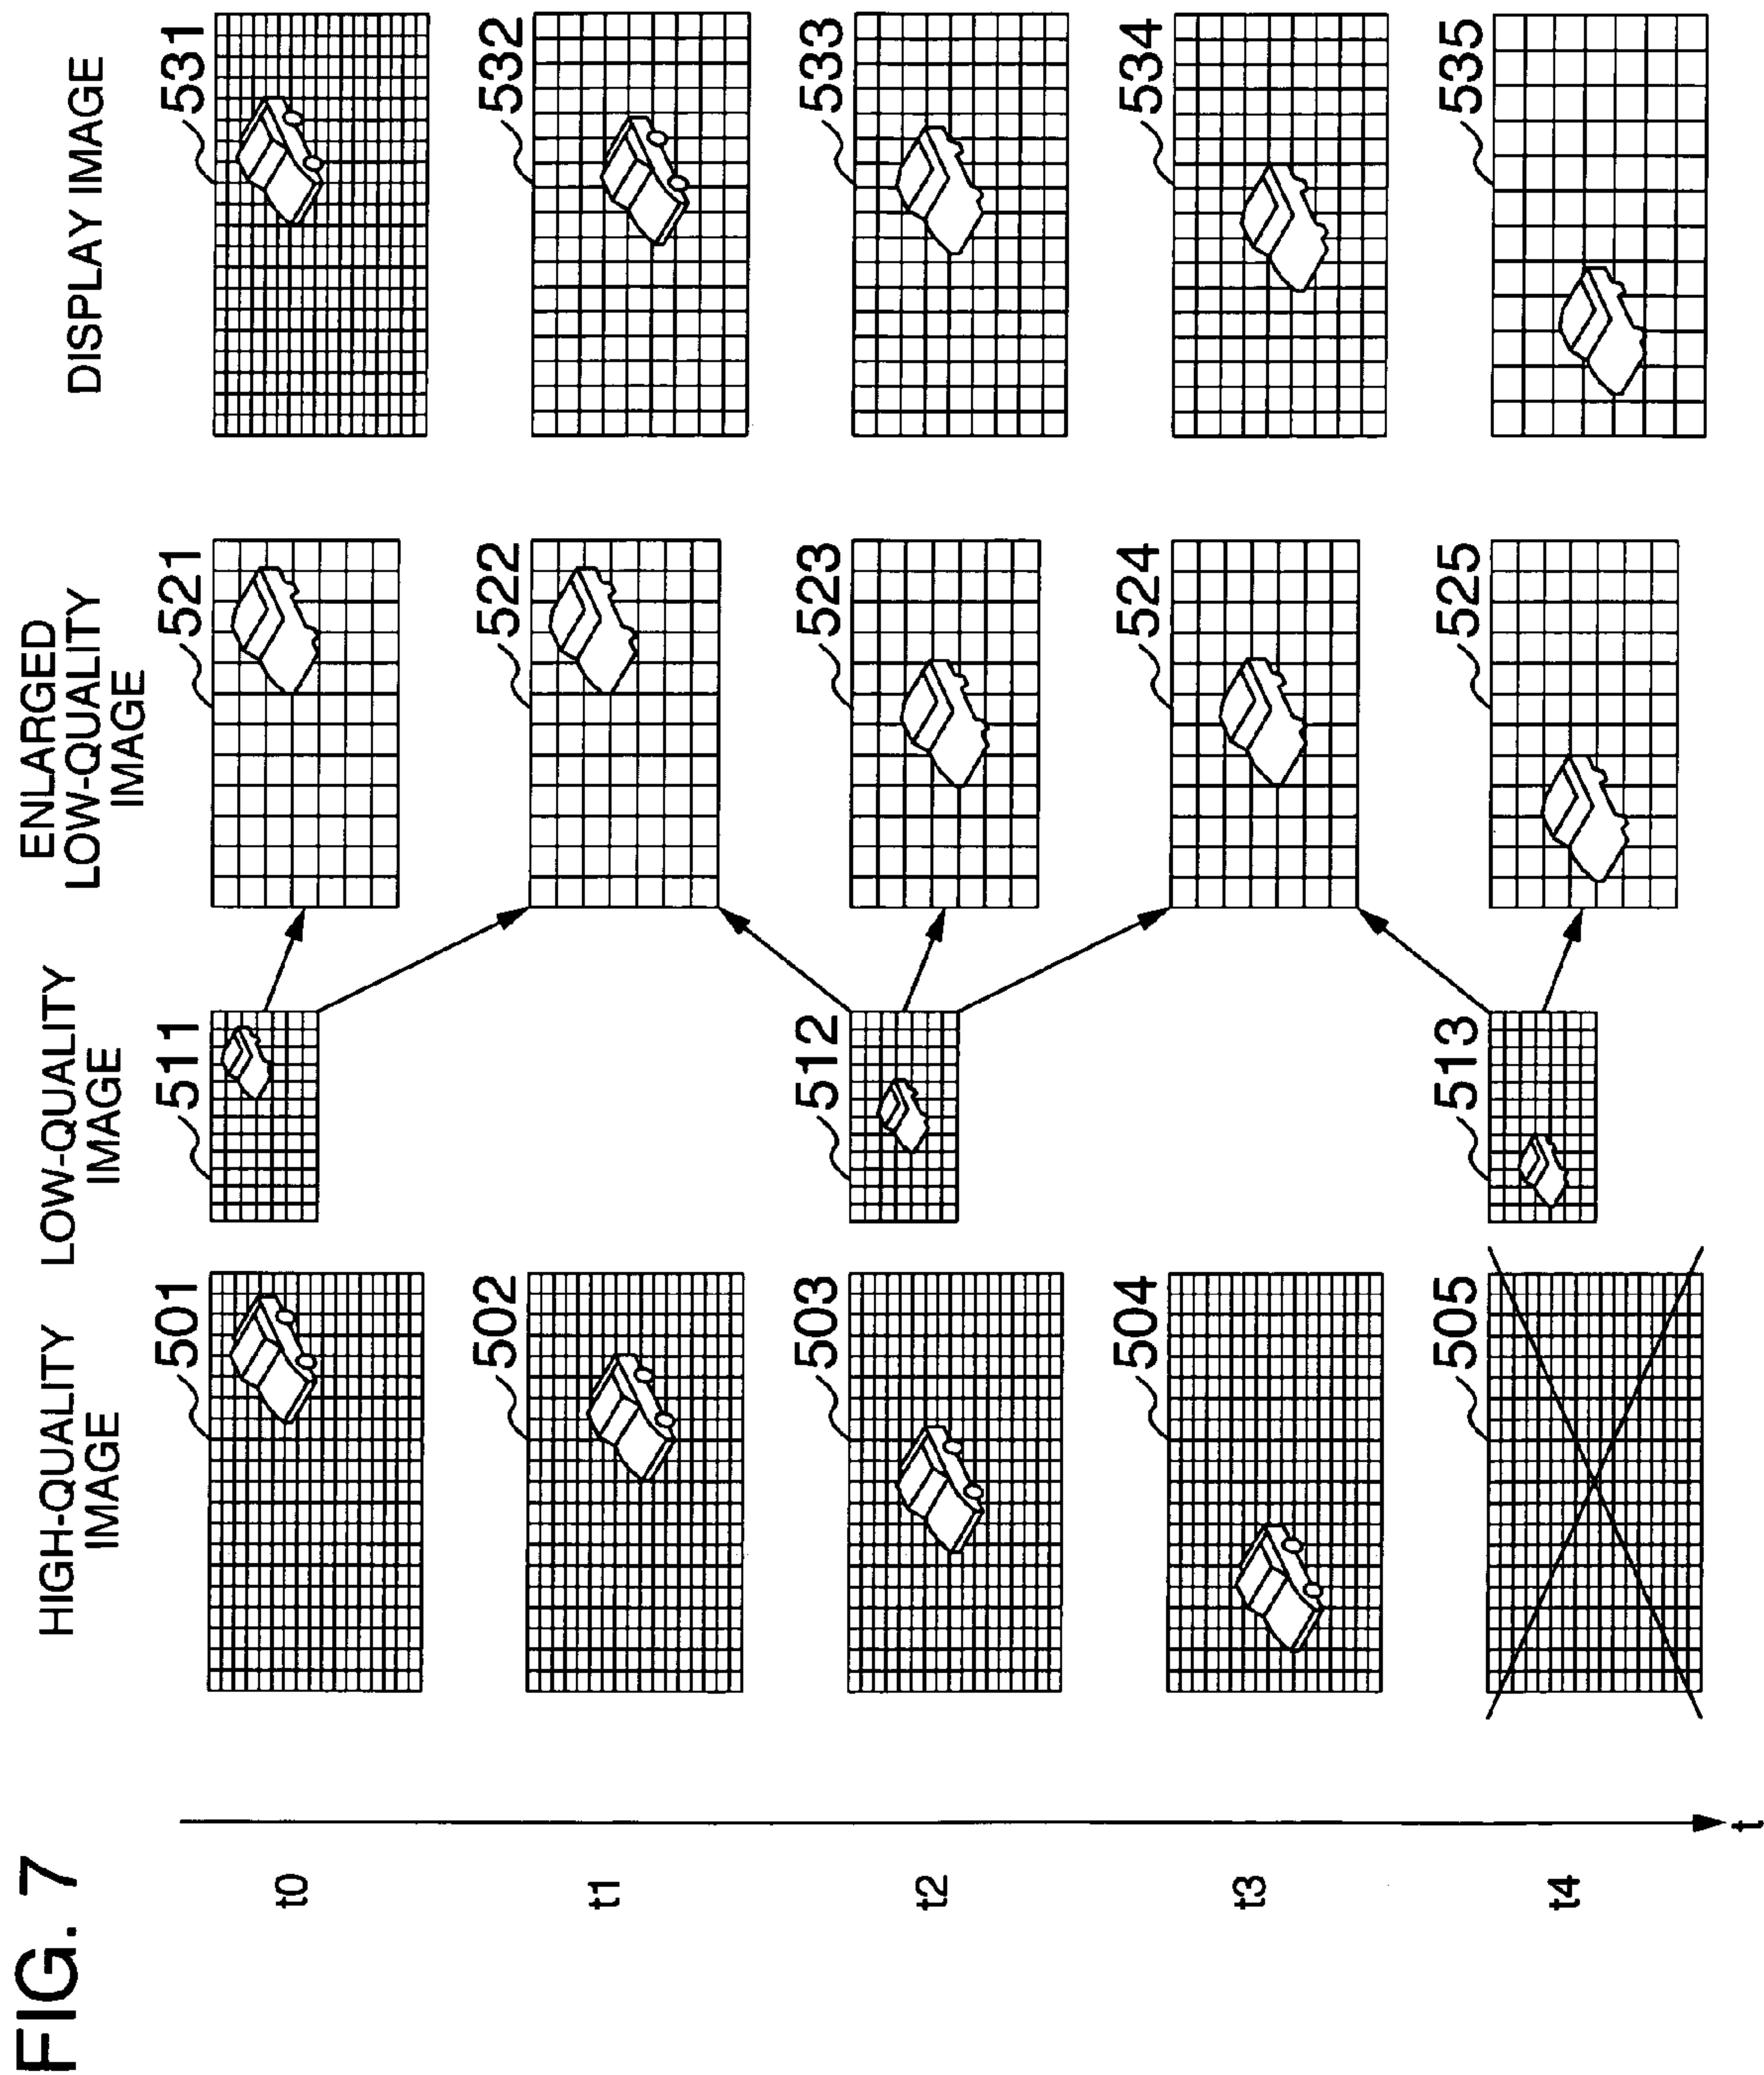 FIG. 7
HIGH-QUALITY
IMAGE
LOW-QUALITY
IMAGE
ENLARGED
LOW-QUALITY
IMAGE
DISPLAY IMAGE
t0
501
511
521
531
t1
502
522
532
t2
503
512
523
533
t3
504
524
534
t4
505
513
525
535
t